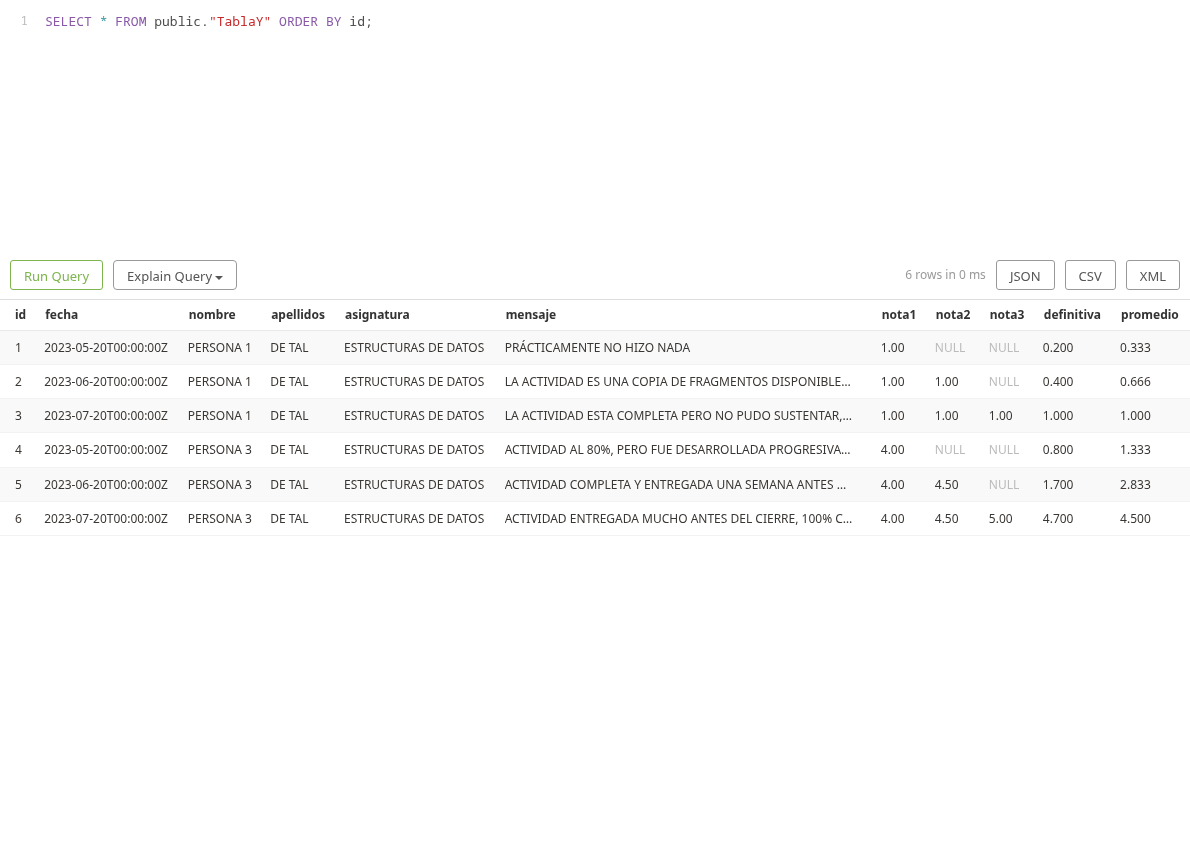 1 SELECT * FROM public."TablaY" ORDER BY id;
Run Query Explain Query 6 rows in 0 ms JSON CSV XML
id fecha nombre apellidos asignatura mensaje nota1 nota2 nota3 definitiva promedio
1 2023-05-20T00:00:00Z PERSONA 1 DE TAL ESTRUCTURAS DE DATOS PRÁCTICAMENTE NO HIZO NADA 1.00 NULL NULL 0.200 0.333
2 2023-06-20T00:00:00Z PERSONA 1 DE TAL ESTRUCTURAS DE DATOS LA ACTIVIDAD ES UNA COPIA DE FRAGMENTOS DISPONIBLE... 1.00 1.00 NULL 0.400 0.666
3 2023-07-20T00:00:00Z PERSONA 1 DE TAL ESTRUCTURAS DE DATOS LA ACTIVIDAD ESTA COMPLETA PERO NO PUDO SUSTENTAR,... 1.00 1.00 1.00 1.000 1.000
4 2023-05-20T00:00:00Z PERSONA 3 DE TAL ESTRUCTURAS DE DATOS ACTIVIDAD AL 80%, PERO FUE DESARROLLADA PROGRESIVA... 4.00 NULL NULL 0.800 1.333
5 2023-06-20T00:00:00Z PERSONA 3 DE TAL ESTRUCTURAS DE DATOS ACTIVIDAD COMPLETA Y ENTREGADA UNA SEMANA ANTES ... 4.00 4.50 NULL 1.700 2.833
6 2023-07-20T00:00:00Z PERSONA 3 DE TAL ESTRUCTURAS DE DATOS ACTIVIDAD ENTREGADA MUCHO ANTES DEL CIERRE, 100% C... 4.00 4.50 5.00 4.700 4.500